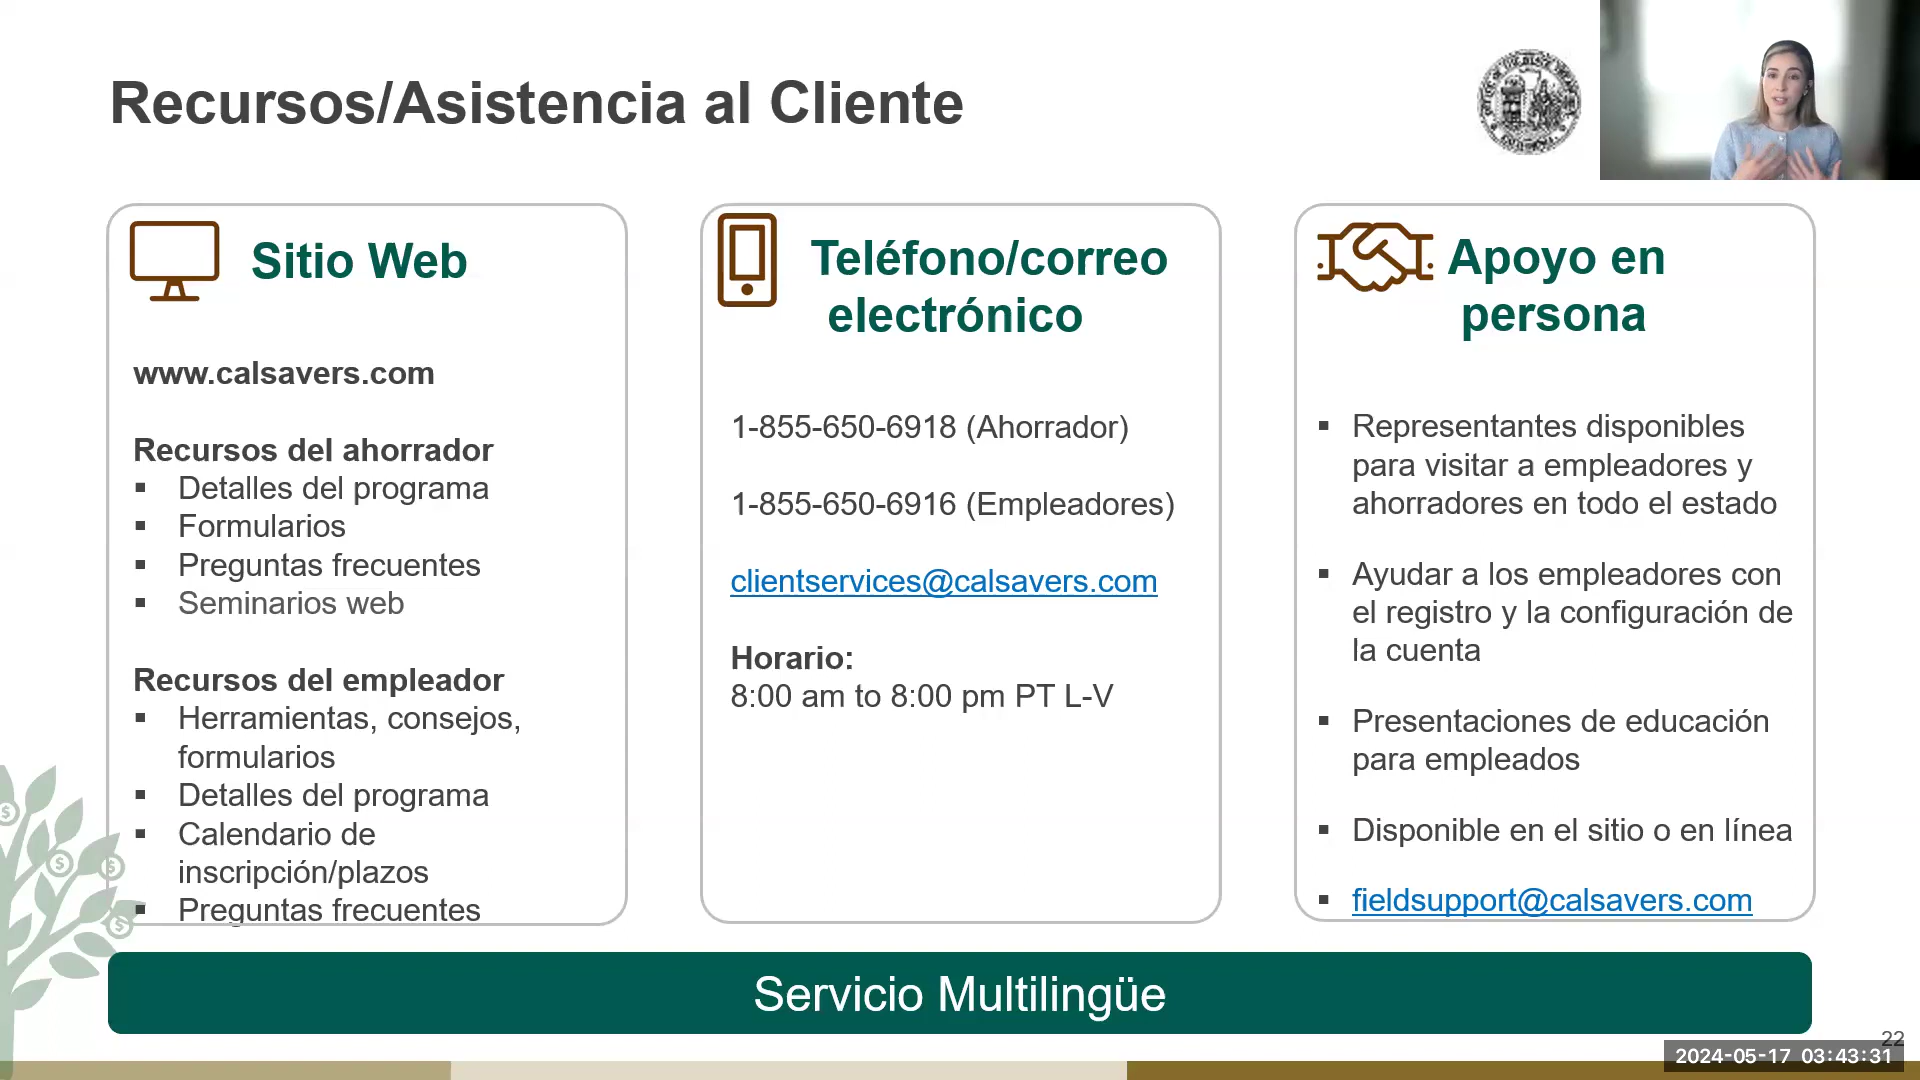 Recursos/Asistencia al Cliente
Sitio Web
www.calsavers.com
Recursos del ahorrador
▪ Detalles del programa
▪ Formularios
▪ Preguntas frecuentes
▪ Seminarios web
Recursos del empleador
▪ Herramientas, consejos,
formularios
▪ Detalles del programa
▪ Calendario de
inscripción/plazos
▪ Preguntas frecuentes
Teléfono/correo
electrónico
1-855-650-6918 (Ahorrador)
1-855-650-6916 (Empleadores)
clientservices@calsavers.com
Horario:
8:00 am to 8:00 pm PT L-V
Apoyo en
persona
▪ Representantes disponibles
para visitar a empleadores y
ahorradores en todo el estado
▪ Ayudar a los empleadores con
el registro y la configuración de
la cuenta
▪ Presentaciones de educación
para empleados
▪ Disponible en el sitio o en línea
▪ fieldsupport@calsavers.com
Servicio Multilingüe
22
2024-05-17 03:43:31